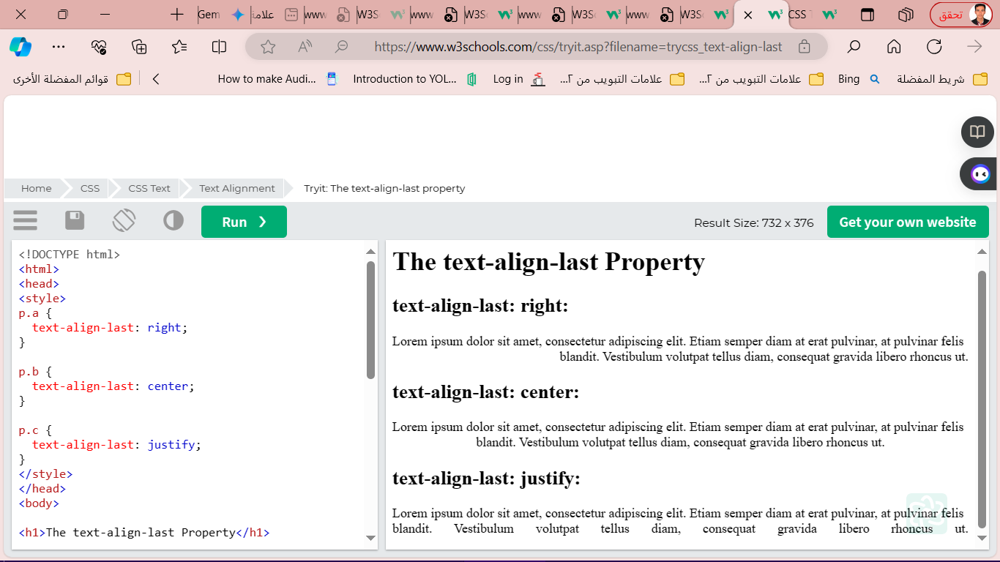 Gem
علامة
www
W3S
www
W3S
www
W3S
www
W3S
CSS T
تحقق
https://www.w3schools.com/css/tryit.asp?filename=trycss_text-align-last
قوائم المفضلة الأخرى
How to make Audi...
Introduction to YOL...
Log in
علامات التبويب من ٢...
علامات التبويب من ٢...
Bing
شريط المفضلة
Home
CSS
CSS Text
Text Alignment
Tryit: The text-align-last property
Run ❯
Result Size: 732 x 376
Get your own website
<!DOCTYPE html>
<html>
<head>
<style>
p.a {
  text-align-last: right;
}
p.b {
  text-align-last: center;
}
p.c {
  text-align-last: justify;
}
</style>
</head>
<body>
<h1>The text-align-last Property</h1>
The text-align-last Property
text-align-last: right:
Lorem ipsum dolor sit amet, consectetur adipiscing elit. Etiam semper diam at erat pulvinar, at pulvinar felis
blandit. Vestibulum volutpat tellus diam, consequat gravida libero rhoncus ut.
text-align-last: center:
Lorem ipsum dolor sit amet, consectetur adipiscing elit. Etiam semper diam at erat pulvinar, at pulvinar felis
blandit. Vestibulum volutpat tellus diam, consequat gravida libero rhoncus ut.
text-align-last: justify:
Lorem ipsum dolor sit amet, consectetur adipiscing elit. Etiam semper diam at erat pulvinar, at pulvinar felis
blandit. Vestibulum volutpat tellus diam, consequat gravida libero rhoncus ut.